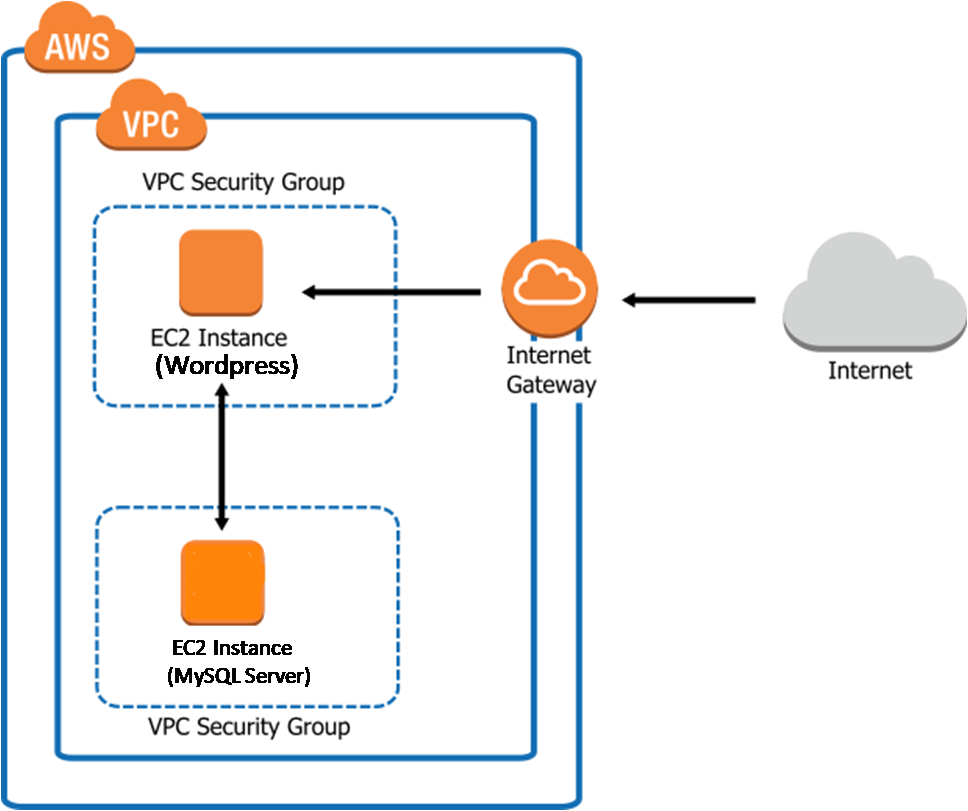 AWS
VPC
VPC Security Group
EC2 Instance
(Wordpress)
Internet
Gateway
Internet
EC2 Instance
(MySQL Server)
VPC Security Group